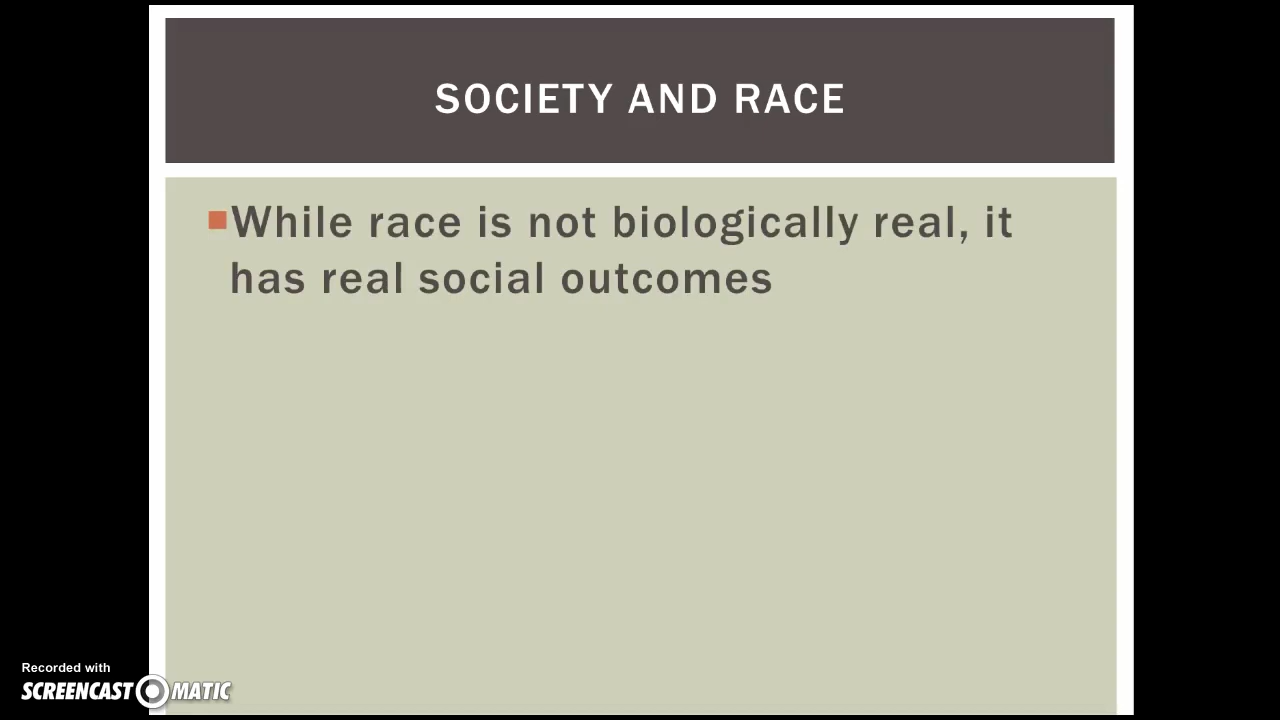 SOCIETY AND RACE
While race is not biologically real, it
has real social outcomes
Recorded with
SCREENCAST MATIC